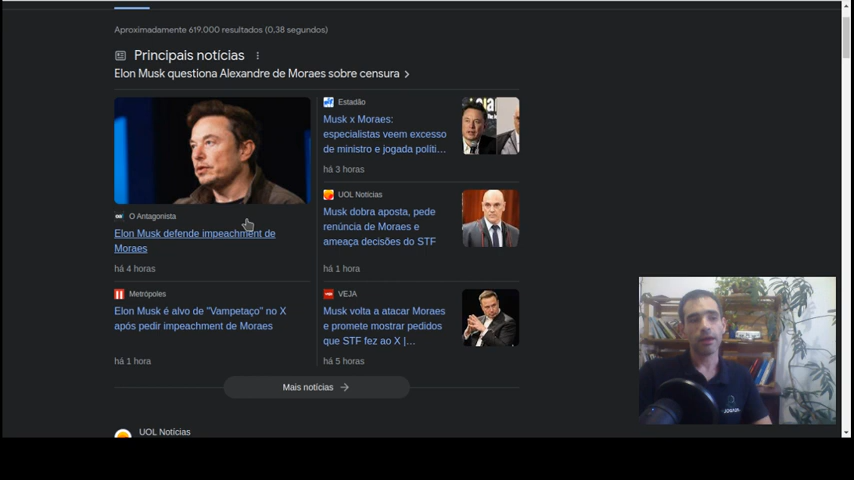 Aproximadamente 619.000 resultados (0,38 segundos)
Principais notícias
Elon Musk questiona Alexandre de Moraes sobre censura
O Antagonista
Elon Musk defende impeachment de
Moraes
há 4 horas
Estadão
Musk x Moraes:
especialistas veem excesso
de ministro e jogada políti...
há 3 horas
UOL Notícias
Musk dobra aposta, pede
renúncia de Moraes e
ameaça decisões do STF
há 1 hora
Metrópoles
Elon Musk é alvo de "Vampetaço" no X
após pedir impeachment de Moraes
há 1 hora
VEJA
Musk volta a atacar Moraes
e promete mostrar pedidos
que STF fez ao X |...
há 5 horas
Mais notícias
UOL Notícias